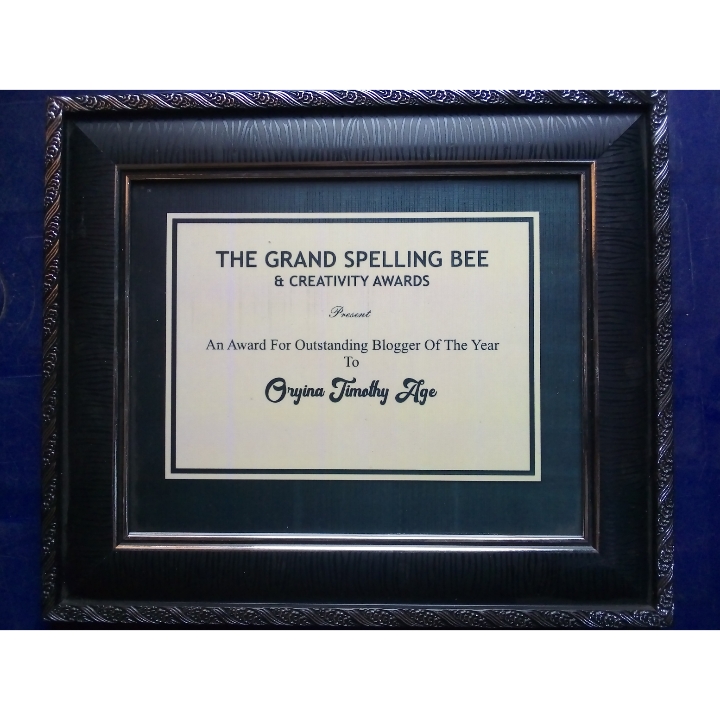 THE GRAND SPELLING BEE
& CREATIVITY AWARDS
Present
An Award For Outstanding Blogger Of The Year
To
Oryina Timothy Age